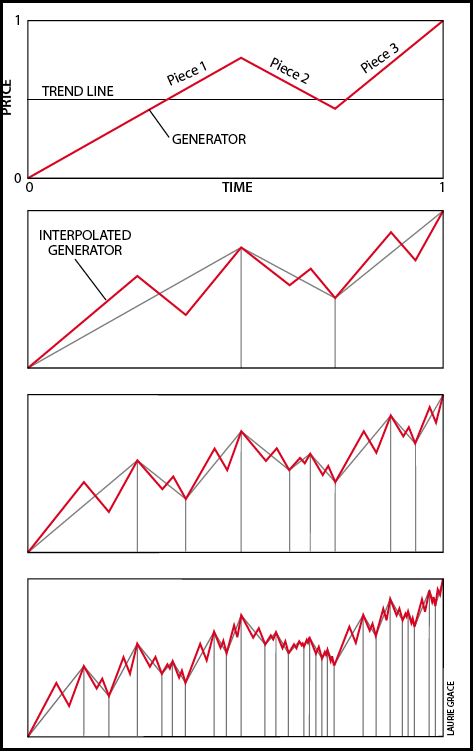 1
Piece 1
Piece 2
Piece 3
TREND LINE
PRICE
GENERATOR
0
0
TIME
1
INTERPOLATED
GENERATOR
LAURIE GRACE